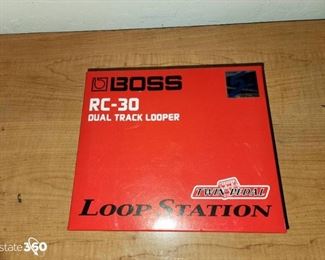 BOSS
RC-30
DUAL TRACK LOOPER
TWIN PEDAL
LOOP STATION
state360